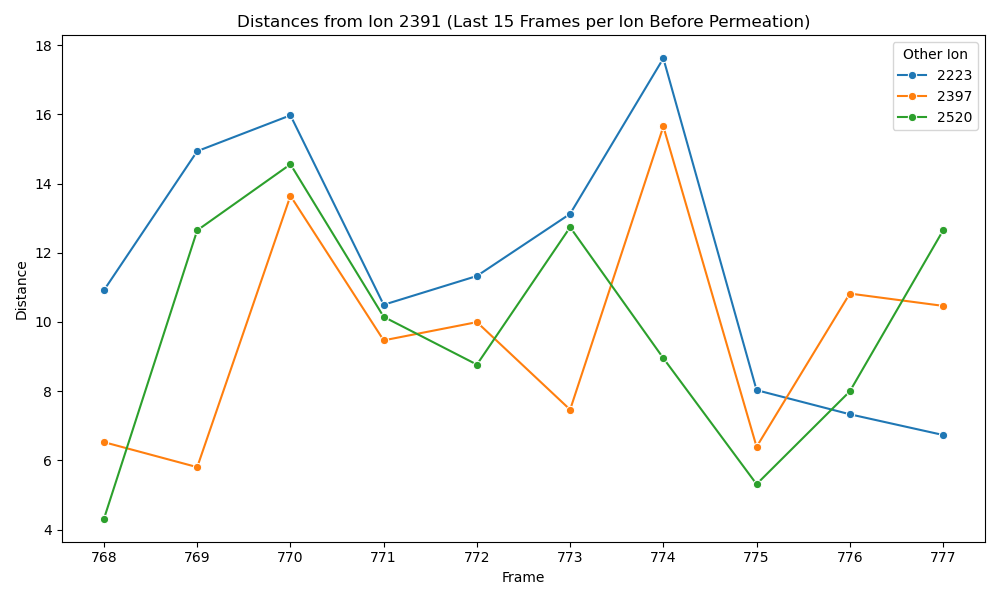 Distances from Ion 2391 (Last 15 Frames per Ion Before Permeation)
Other Ion
2223
2397
2520
Distance
18
16
14
12
10
8
6
4
768 769 770 771 772 773 774 775 776 777
Frame